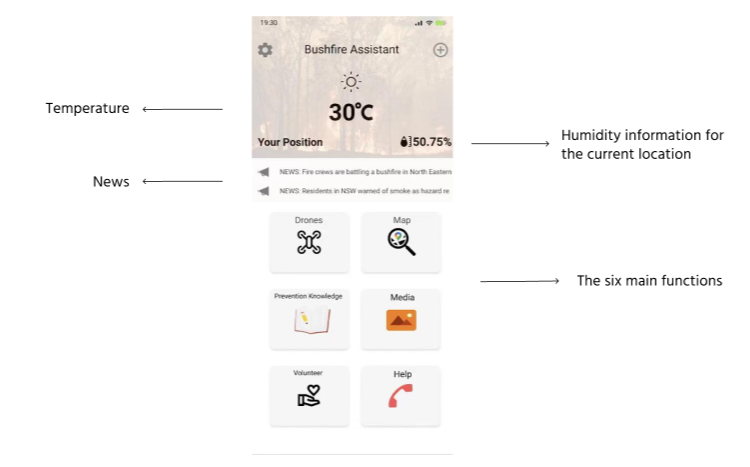 19:30
Bushfire Assistant
30°C
Your Position
50.75%
NEWS: Fire crews are battling a bushfire in North Eastern
NEWS: Residents in NSW warned of smoke as hazard re
Drones
Map
Prevention Knowledge
Media
Volunteer
Help
Temperature
News
Humidity information for
the current location
The six main functions